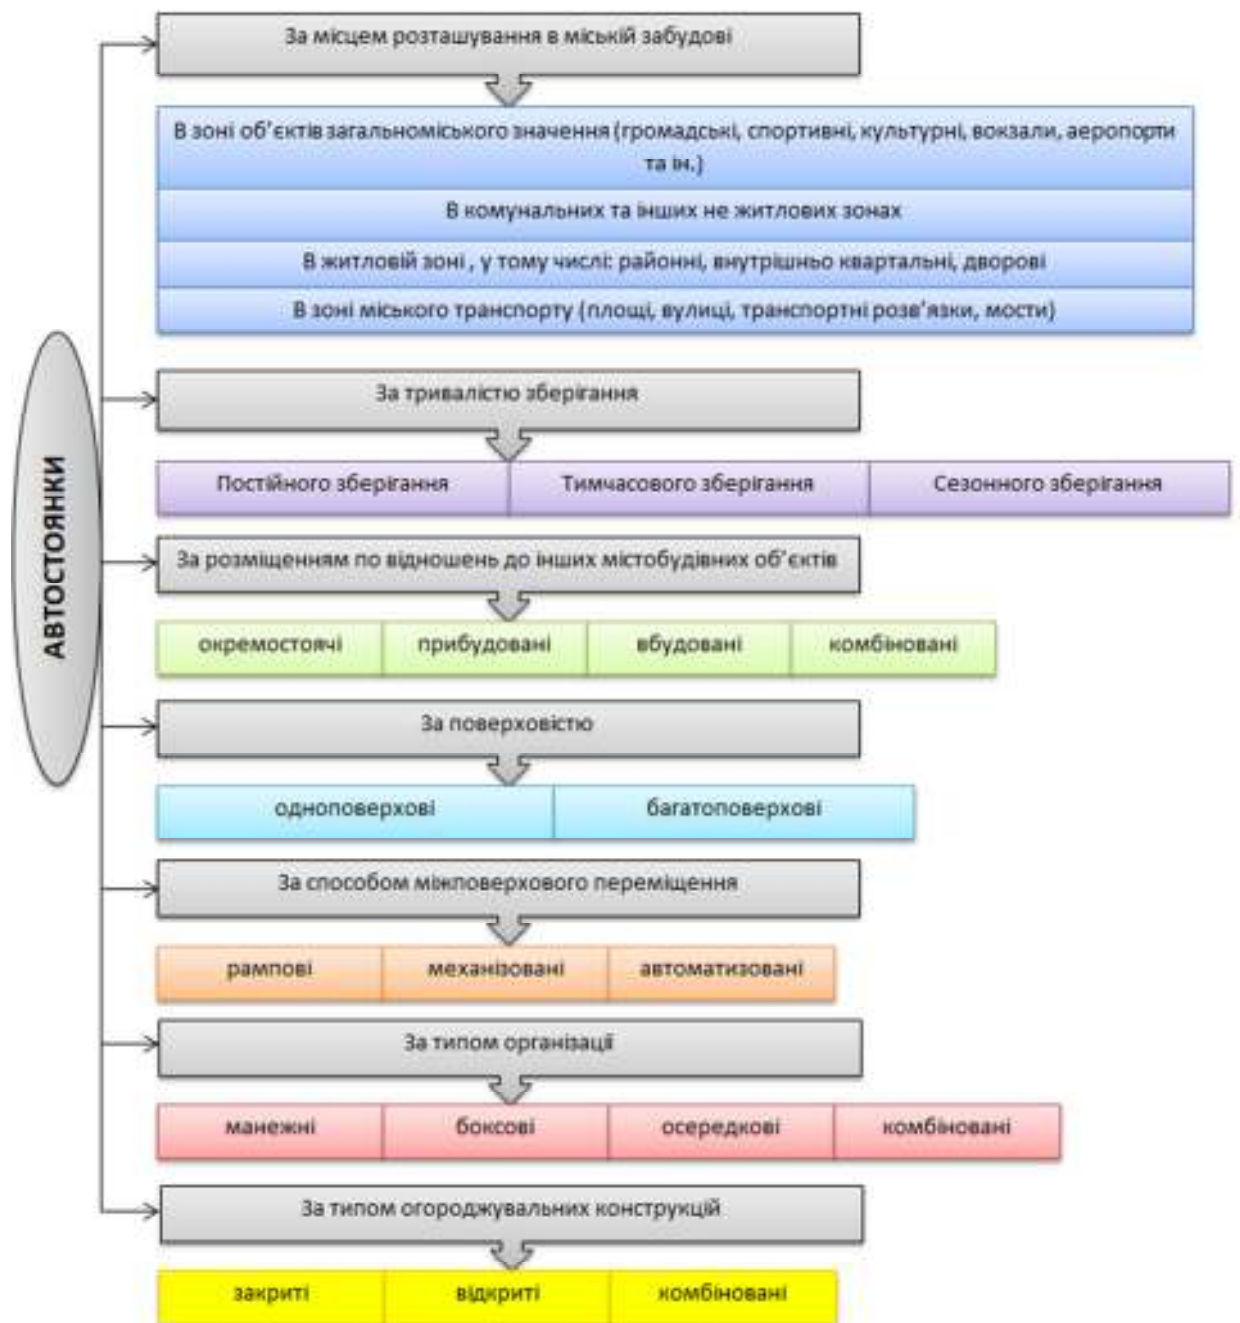 За місцем розташування в міській забудові
В зоні об’єктів загальноміського значення (громадські, спортивні, культурні, вокзали, аеропорти
та ін.)
В комунальних та інших не житлових зонах
В житловій зоні , у тому числі: районні, внутрішньо квартальні, дворові
В зоні міського транспорту (площі, вулиці, транспортні розв’язки, мости)
АВТОСТОЯНКИ
За тривалістю зберігання
Постійного зберігання
Тимчасового зберігання
Сезонного зберігання
За розміщенням по відношень до інших містобудівних об’єктів
окремостоячі
прибудовані
вбудовані
комбіновані
За поверховістю
одноповерхові
багатоповерхові
За способом міжповерхового переміщення
рампові
механізовані
автоматизовані
За типом організації
манежні
боксові
осередкові
комбіновані
За типом огороджувальних конструкцій
закриті
відкриті
комбіновані